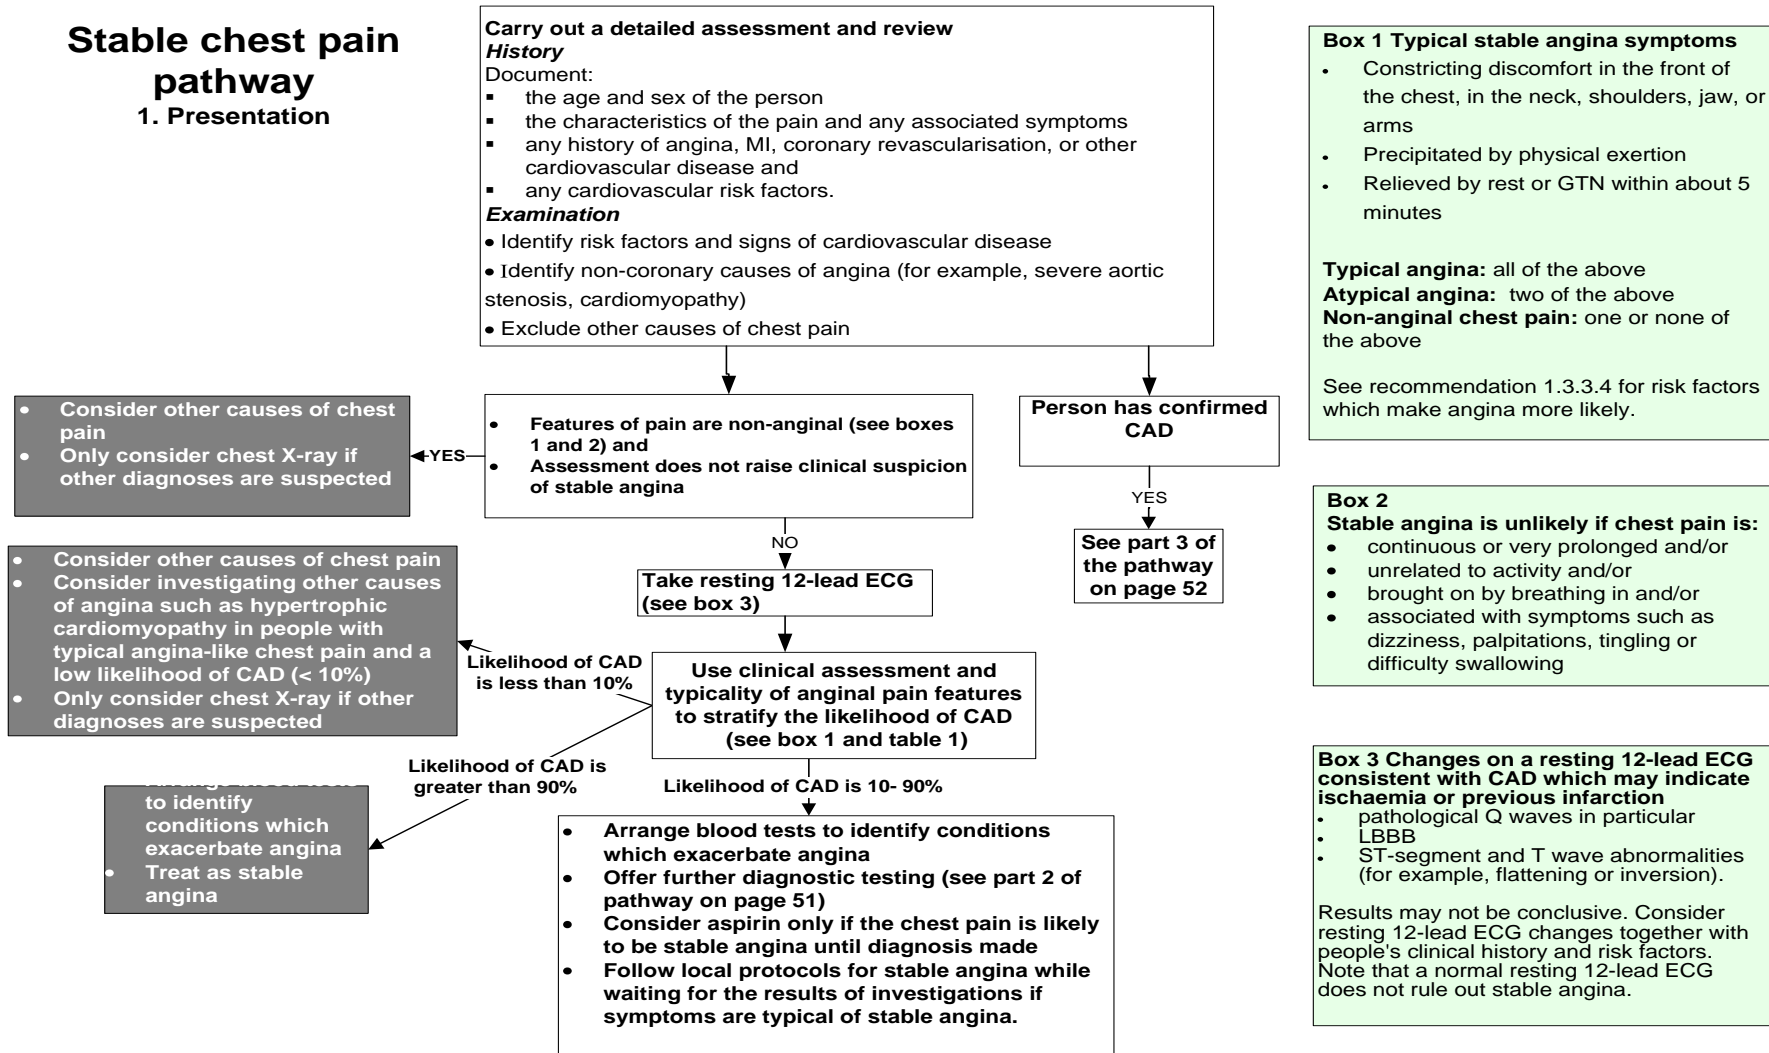 Stable chest pain
pathway
1. Presentation
Carry out a detailed assessment and review
History
Document:
▪ the age and sex of the person
▪ the characteristics of the pain and any associated symptoms
▪ any history of angina, MI, coronary revascularisation, or other
cardiovascular disease and
▪ any cardiovascular risk factors.
Examination
• Identify risk factors and signs of cardiovascular disease
• Identify non-coronary causes of angina (for example, severe aortic
stenosis, cardiomyopathy)
• Exclude other causes of chest pain
• Features of pain are non-anginal (see boxes
1 and 2) and
• Assessment does not raise clinical suspicion
of stable angina
YES
• Consider other causes of chest
pain
• Only consider chest X-ray if
other diagnoses are suspected
Person has confirmed
CAD
YES
See part 3 of
the pathway
on page 52
NO
Take resting 12-lead ECG
(see box 3)
Use clinical assessment and
typicality of anginal pain features
to stratify the likelihood of CAD
(see box 1 and table 1)
Likelihood of CAD
is less than 10%
• Consider other causes of chest pain
• Consider investigating other causes
of angina such as hypertrophic
cardiomyopathy in people with
typical angina-like chest pain and a
low likelihood of CAD (< 10%)
• Only consider chest X-ray if other
diagnoses are suspected
Likelihood of CAD is
greater than 90%
Arrange blood tests
to identify
conditions which
exacerbate angina
• Treat as stable
angina
Likelihood of CAD is 10- 90%
• Arrange blood tests to identify conditions
which exacerbate angina
• Offer further diagnostic testing (see part 2 of
pathway on page 51)
• Consider aspirin only if the chest pain is likely
to be stable angina until diagnosis made
• Follow local protocols for stable angina while
waiting for the results of investigations if
symptoms are typical of stable angina.
Box 1 Typical stable angina symptoms
• Constricting discomfort in the front of
the chest, in the neck, shoulders, jaw, or
arms
• Precipitated by physical exertion
• Relieved by rest or GTN within about 5
minutes
Typical angina: all of the above
Atypical angina: two of the above
Non-anginal chest pain: one or none of
the above
See recommendation 1.3.3.4 for risk factors
which make angina more likely.
Box 2
Stable angina is unlikely if chest pain is:
• continuous or very prolonged and/or
• unrelated to activity and/or
• brought on by breathing in and/or
• associated with symptoms such as
dizziness, palpitations, tingling or
difficulty swallowing
Box 3 Changes on a resting 12-lead ECG
consistent with CAD which may indicate
ischaemia or previous infarction
• pathological Q waves in particular
• LBBB
• ST-segment and T wave abnormalities
(for example, flattening or inversion).
Results may not be conclusive. Consider
resting 12-lead ECG changes together with
people's clinical history and risk factors.
Note that a normal resting 12-lead ECG
does not rule out stable angina.